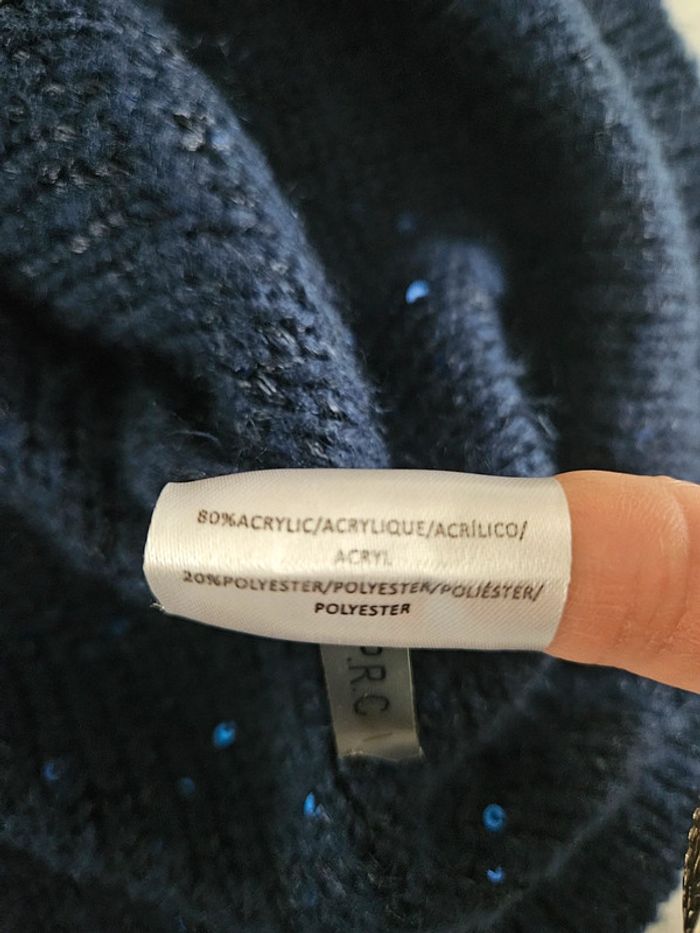 80%ACRYLIC/ACRYLIQUE/ACRÍLICO/
ACRYL
20%POLYESTER/POLYESTER/POLIÉSTER/
POLYESTER
P.R.C